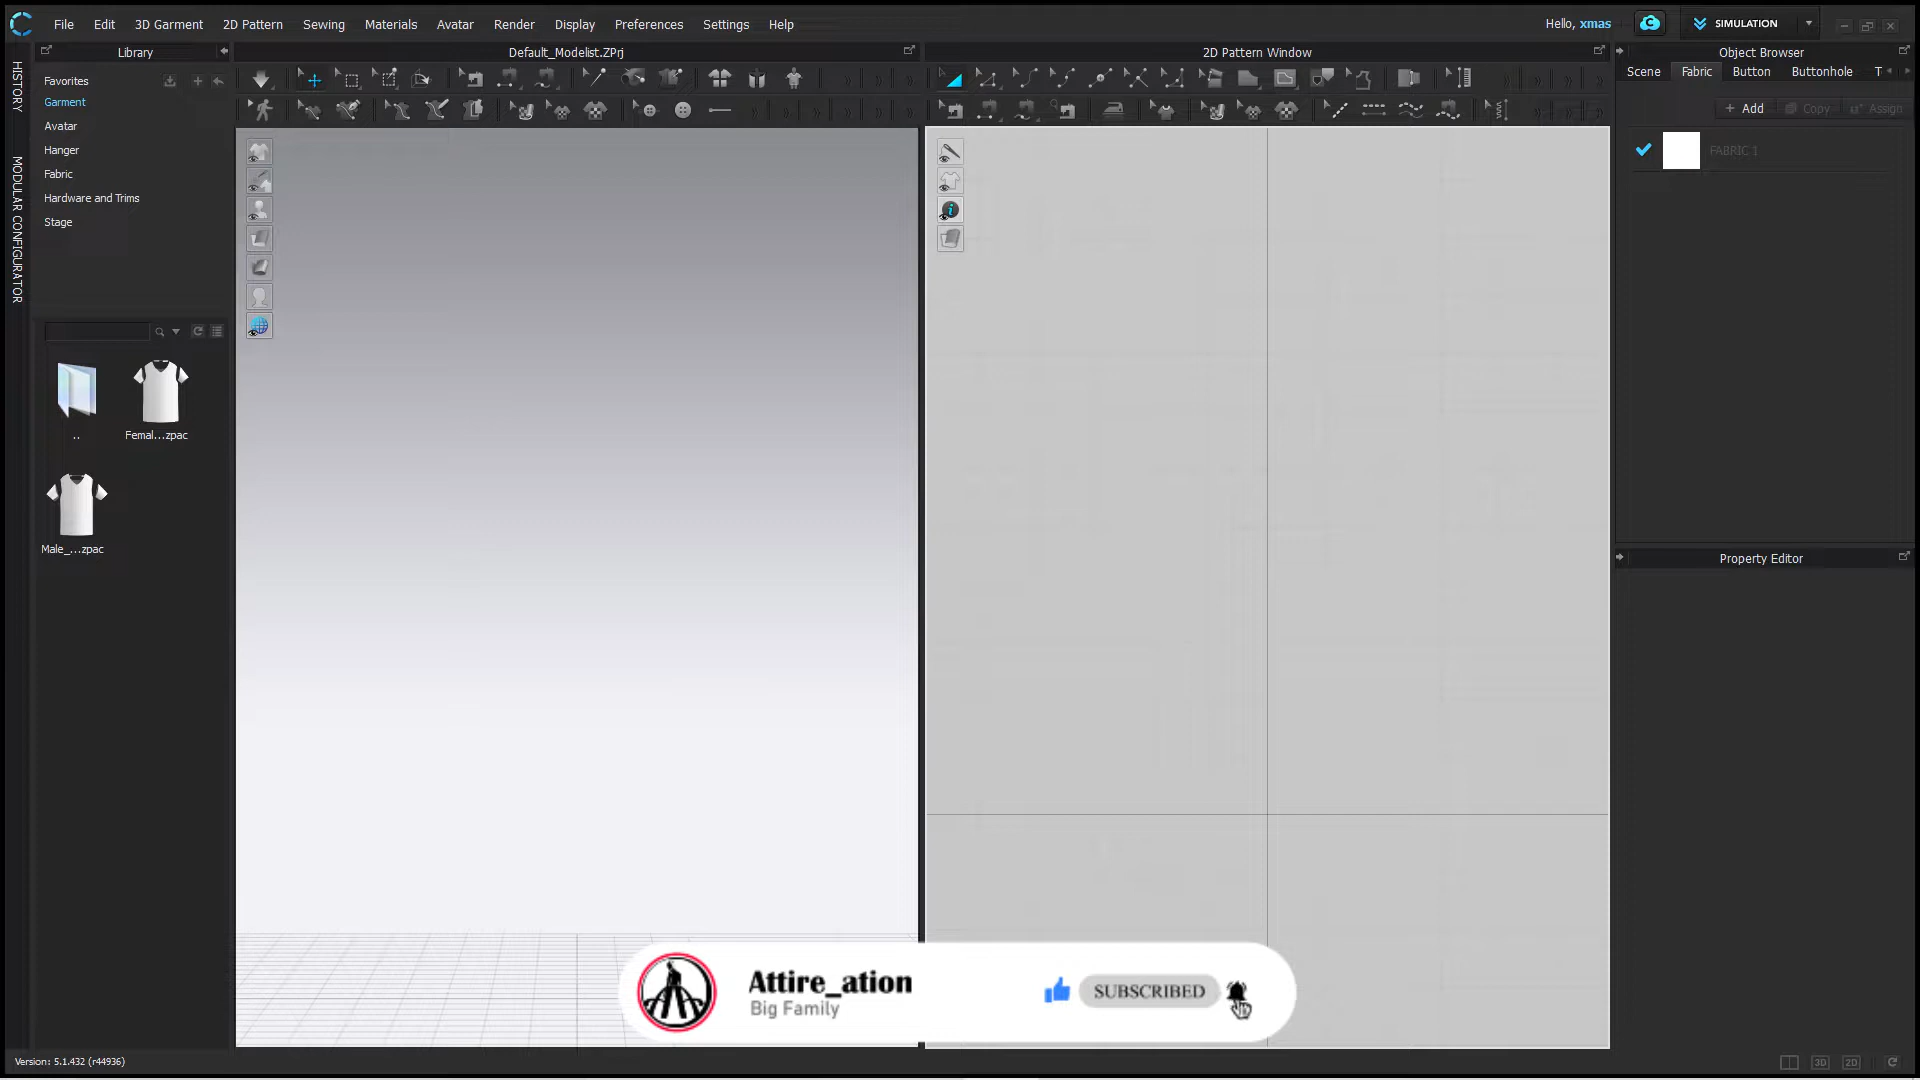 File Edit 3D Garment 2D Pattern Sewing Materials Avatar Render Display Preferences Settings Help
Hello, xmas
SIMULATION
Library
Default_Modelist.ZPrj
2D Pattern Window
Object Browser
HISTORY
MODULAR CONFIGURATOR
Favorites
Garment
Avatar
Hanger
Fabric
Hardware and Trims
Stage
..
Femal...zpac
Male_...zpac
Scene Fabric Button Buttonhole T
+ Add Copy Assign
FABRIC 1
Property Editor
Attire_ation
Big Family
SUBSCRIBED
Version: 5.1.432 (r44936)
3D 2D